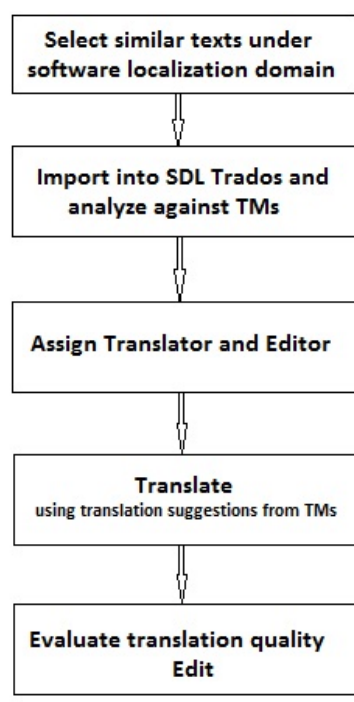 Select similar texts under
software localization domain
Import into SDL Trados and
analyze against TMs
Assign Translator and Editor
Translate
using translation suggestions from TMs
Evaluate translation quality
Edit